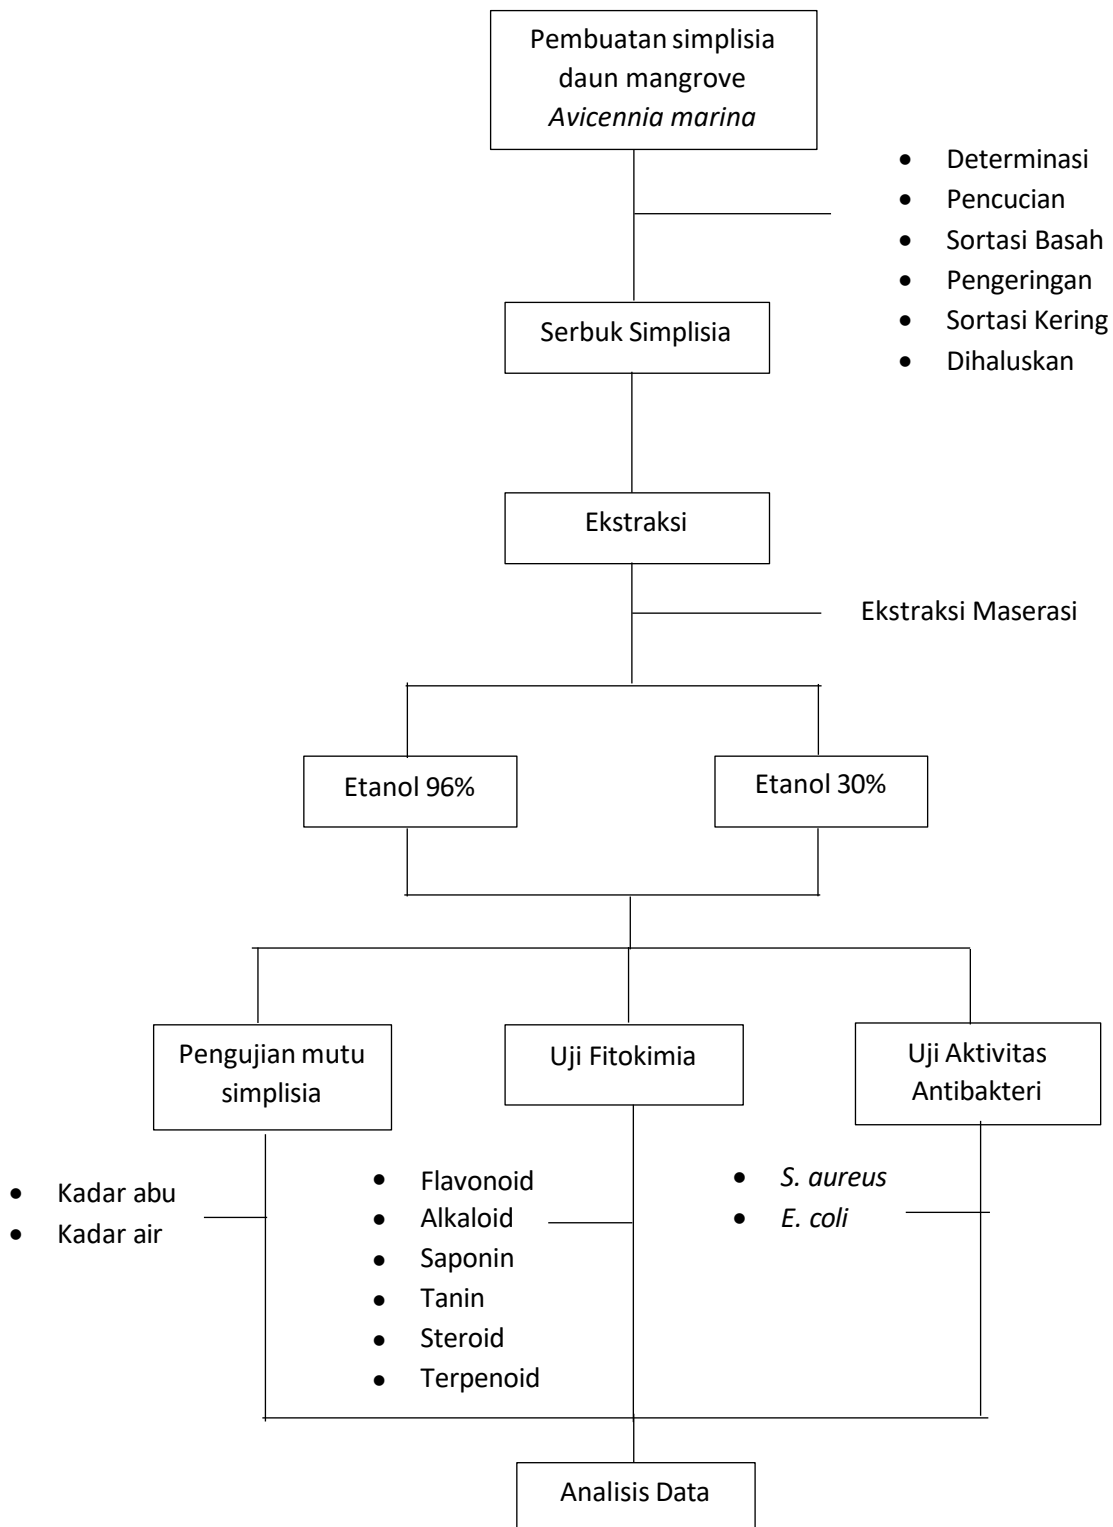 Pembuatan simplisia
daun mangrove
Avicennia marina
• Determinasi
• Pencucian
• Sortasi Basah
• Pengeringan
• Sortasi Kering
• Dihaluskan
Serbuk Simplisia
Ekstraksi
Ekstraksi Maserasi
Etanol 96%
Etanol 30%
Pengujian mutu
simplisia
Uji Fitokimia
Uji Aktivitas
Antibakteri
• Kadar abu
• Kadar air
• Flavonoid
• Alkaloid
• Saponin
• Tanin
• Steroid
• Terpenoid
• S. aureus
• E. coli
Analisis Data